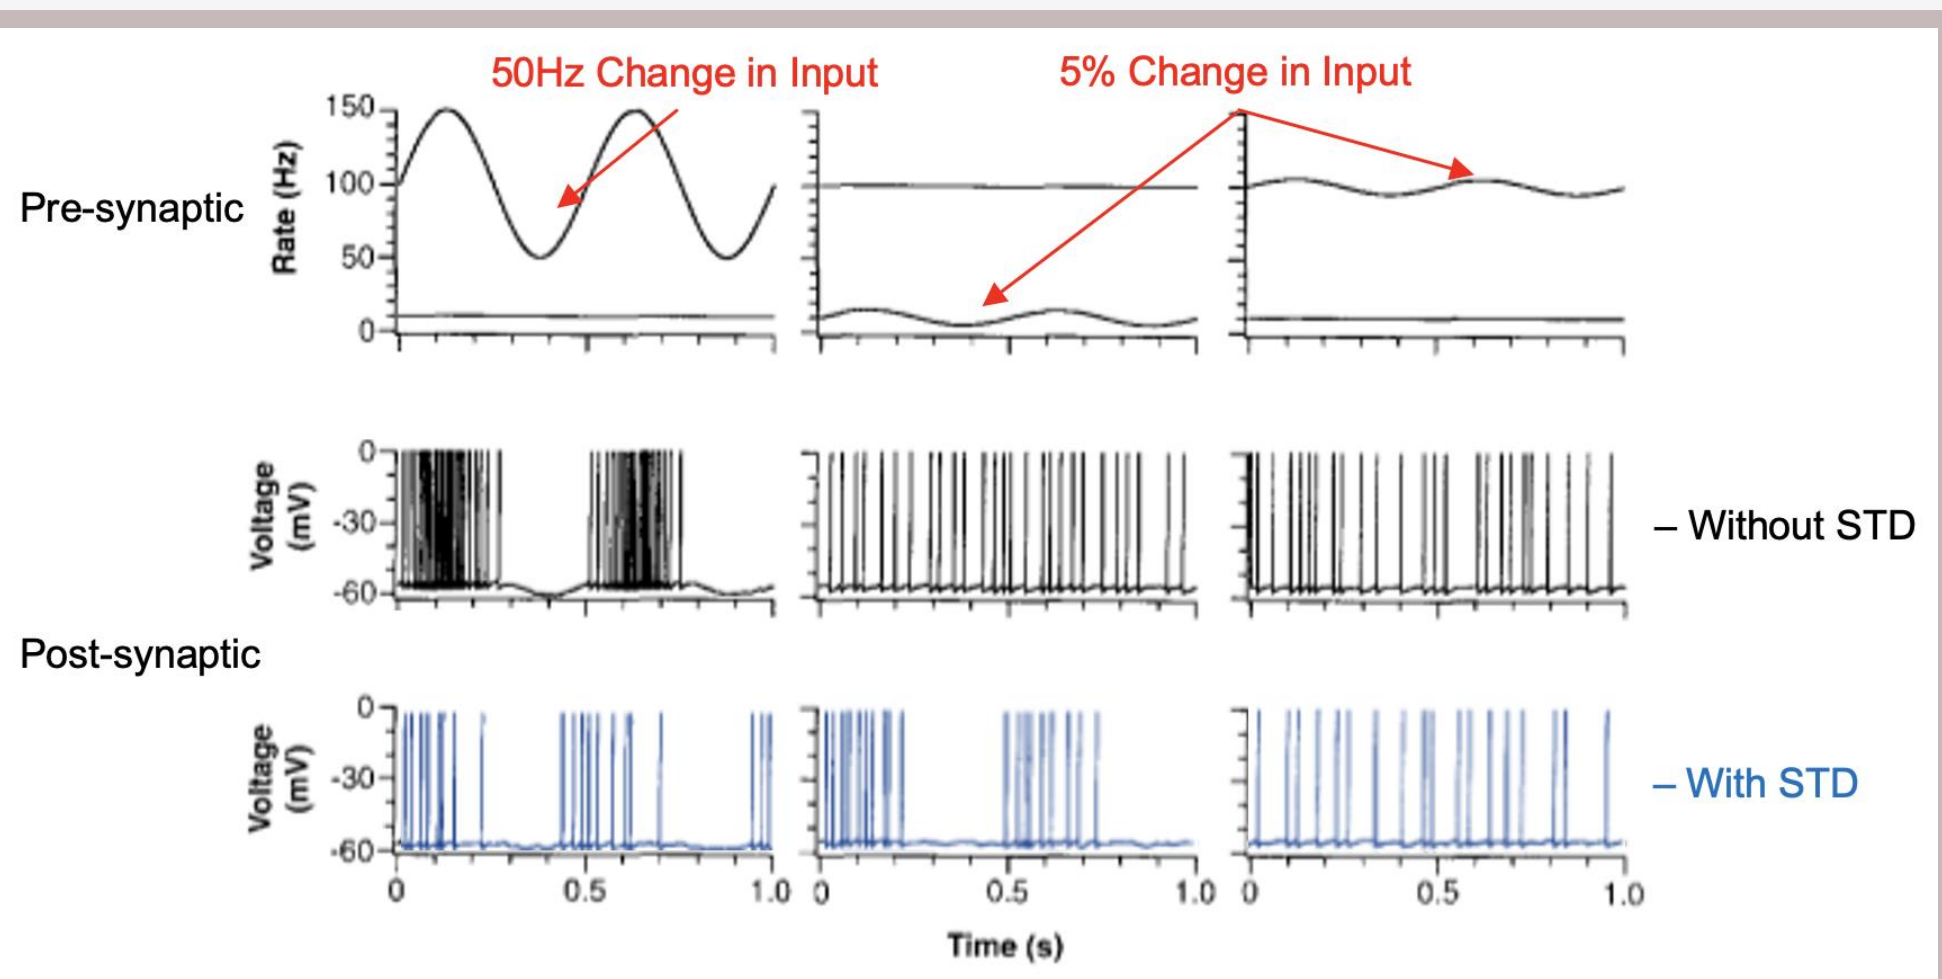 50Hz Change in Input
5% Change in Input
Pre-synaptic
Rate (Hz)
150
100
50
0
Voltage
(mV)
0
-30
-60
– Without STD
Post-synaptic
Voltage
(mV)
0
-30
-60
– With STD
0 0.5 1.0 0 0.5 1.0 0 0.5 1.0
Time (s)